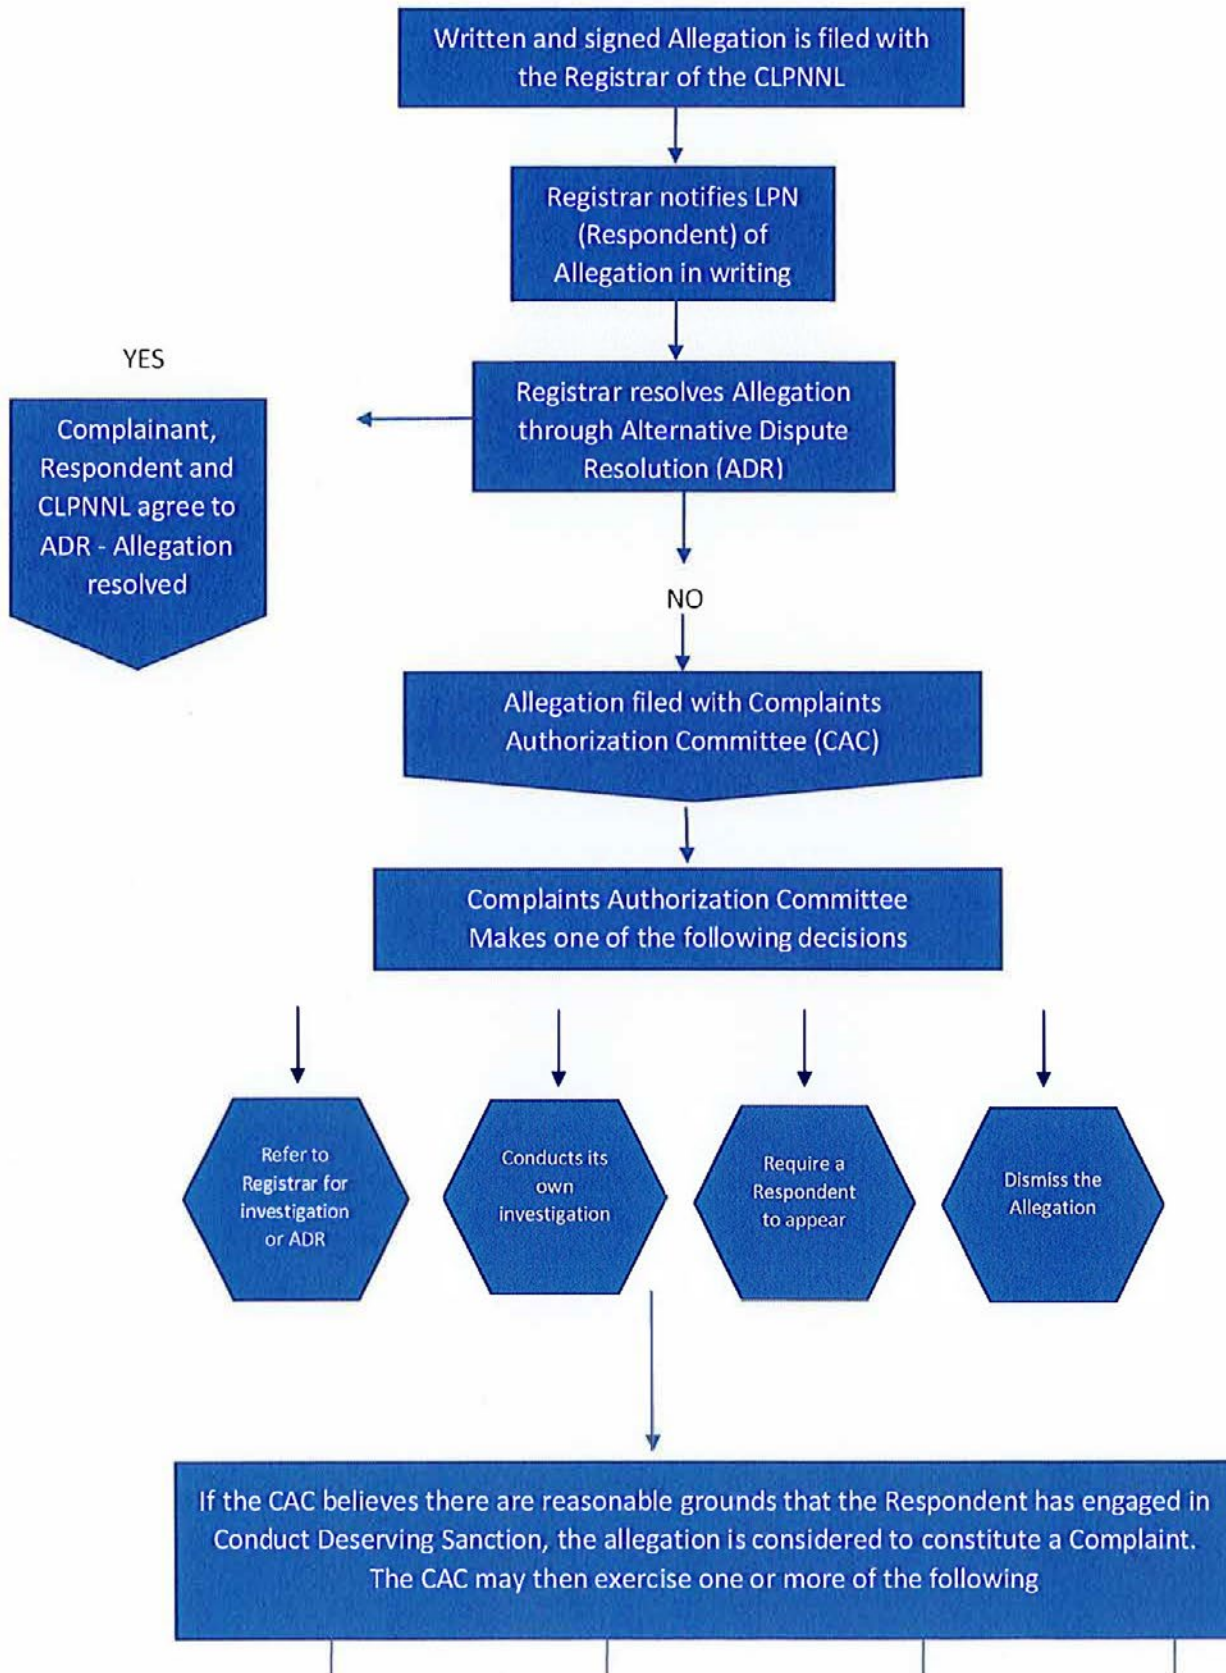 Written and signed Allegation is filed with
the Registrar of the CLPNNL
Registrar notifies LPN
(Respondent) of
Allegation in writing
YES
Registrar resolves Allegation
through Alternative Dispute
Resolution (ADR)
Complainant,
Respondent and
CLPNNL agree to
ADR - Allegation
resolved
NO
Allegation filed with Complaints
Authorization Committee (CAC)
Complaints Authorization Committee
Makes one of the following decisions
Refer to
Registrar for
investigation
or ADR
Conducts its
own
investigation
Require a
Respondent
to appear
Dismiss the
Allegation
If the CAC believes there are reasonable grounds that the Respondent has engaged in
Conduct Deserving Sanction, the allegation is considered to constitute a Complaint.
The CAC may then exercise one or more of the following